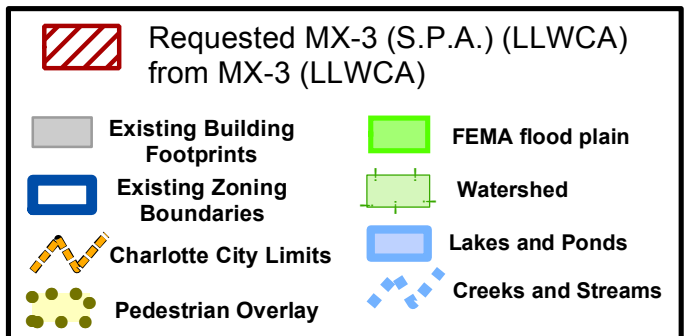 Requested MX-3 (S.P.A.) (LLWCA)
from MX-3 (LLWCA)
Existing Building
Footprints
Existing Zoning
Boundaries
Charlotte City Limits
Pedestrian Overlay
FEMA flood plain
Watershed
Lakes and Ponds
Creeks and Streams